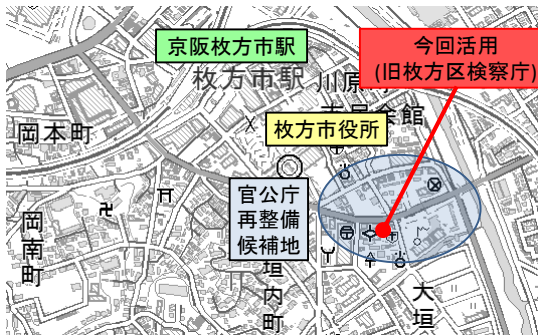 京阪枚方市駅
今回活用
(旧枚方区検察庁)
枚方市駅
川原
岡本町
枚方市役所
会館
官公庁
再整備
候補地
岡南町
垣内町
大垣